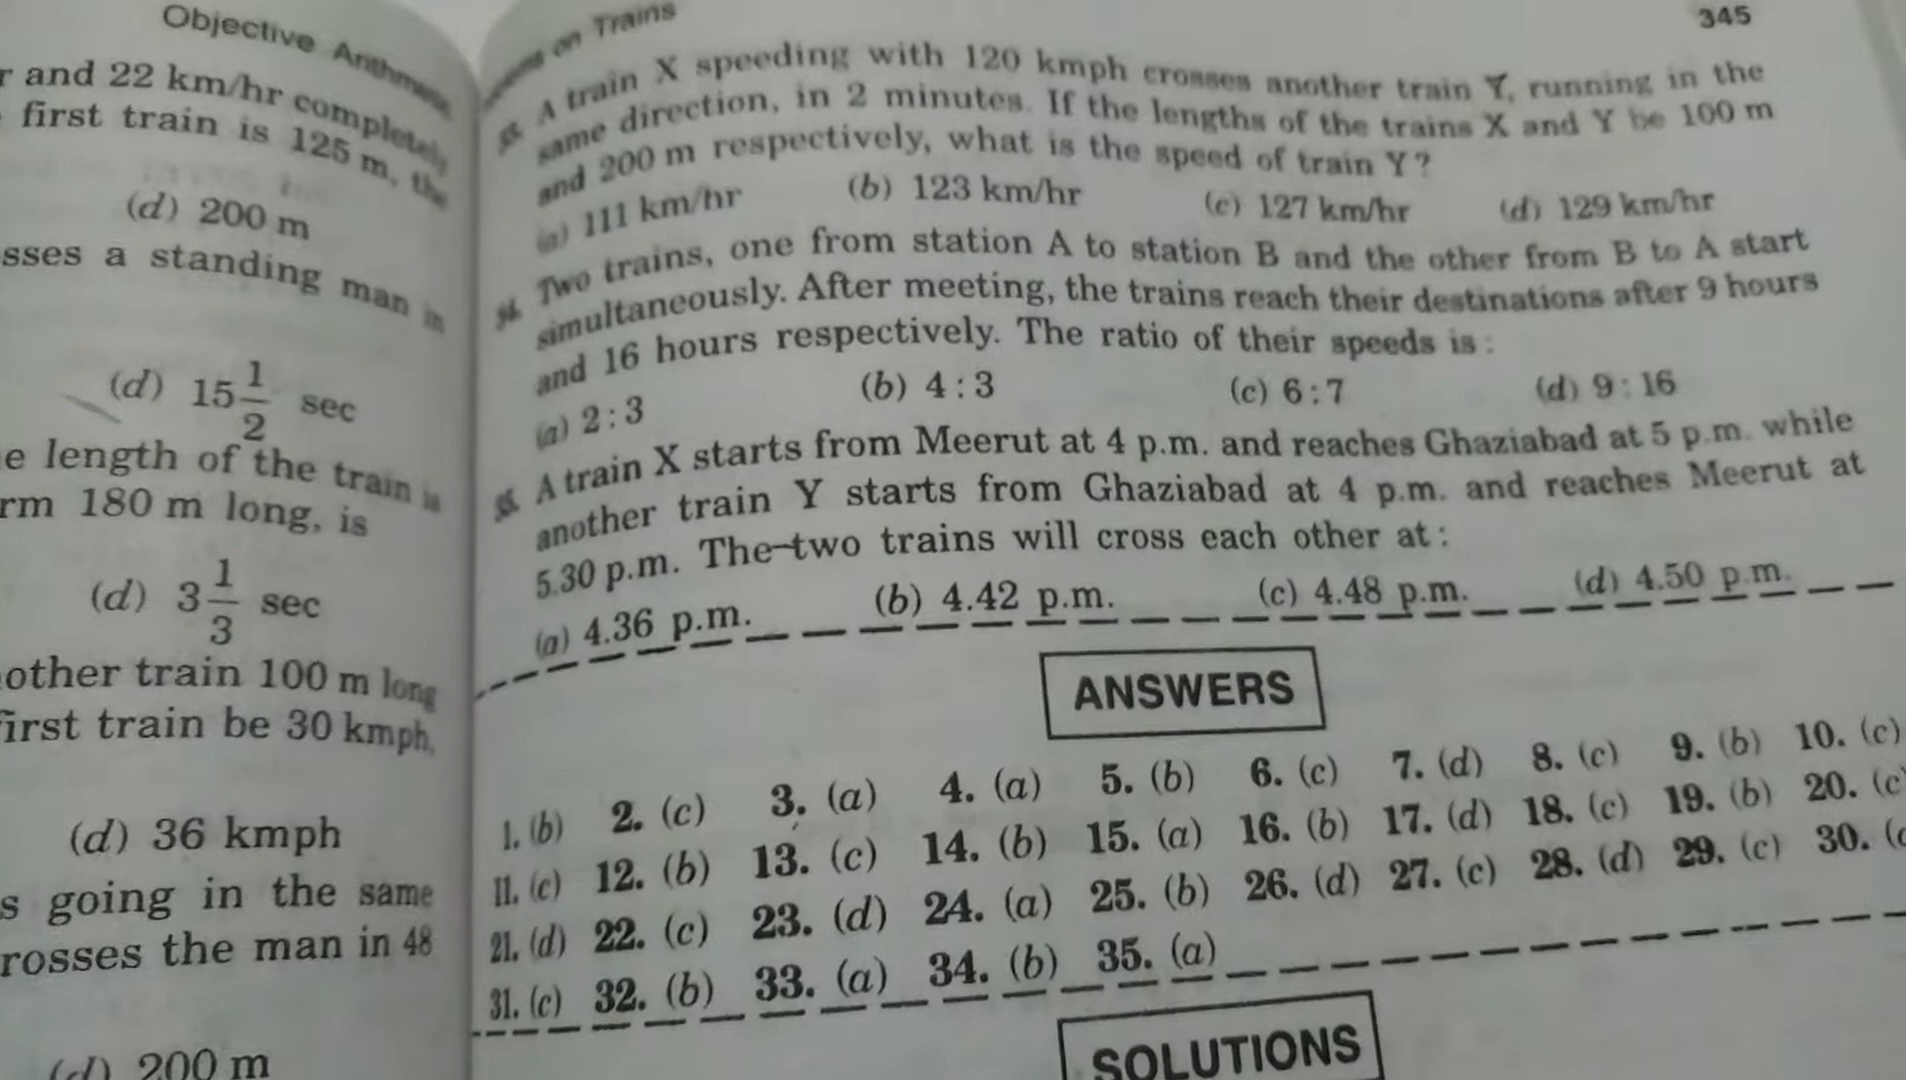 Objective Arithmetic
r and 22 km/hr completely
first train is 125 m, the
(d) 200 m
sses a standing man in
(d) 15 1/2 sec
e length of the train is
rm 180 m long, is
(d) 3 1/3 sec
other train 100 m long
first train be 30 kmph,
(d) 36 kmph
s going in the same
rosses the man in 48
(d) 200 m
on Trains
345
33. A train X speeding with 120 kmph crosses another train Y, running in the
same direction, in 2 minutes. If the lengths of the trains X and Y be 100 m
and 200 m respectively, what is the speed of train Y?
(a) 111 km/hr (b) 123 km/hr (c) 127 km/hr (d) 129 km/hr
34. Two trains, one from station A to station B and the other from B to A start
simultaneously. After meeting, the trains reach their destinations after 9 hours
and 16 hours respectively. The ratio of their speeds is :
(a) 2 : 3 (b) 4 : 3 (c) 6 : 7 (d) 9 : 16
35. A train X starts from Meerut at 4 p.m. and reaches Ghaziabad at 5 p.m. while
another train Y starts from Ghaziabad at 4 p.m. and reaches Meerut at
5.30 p.m. The two trains will cross each other at :
(a) 4.36 p.m. (b) 4.42 p.m. (c) 4.48 p.m. (d) 4.50 p.m.
ANSWERS
1. (b) 2. (c) 3. (a) 4. (a) 5. (b) 6. (c) 7. (d) 8. (c) 9. (b) 10. (c)
11. (c) 12. (b) 13. (c) 14. (b) 15. (a) 16. (b) 17. (d) 18. (c) 19. (b) 20. (c
21. (d) 22. (c) 23. (d) 24. (a) 25. (b) 26. (d) 27. (c) 28. (d) 29. (c) 30.
31. (c) 32. (b) 33. (a) 34. (b) 35. (a)
SOLUTIONS